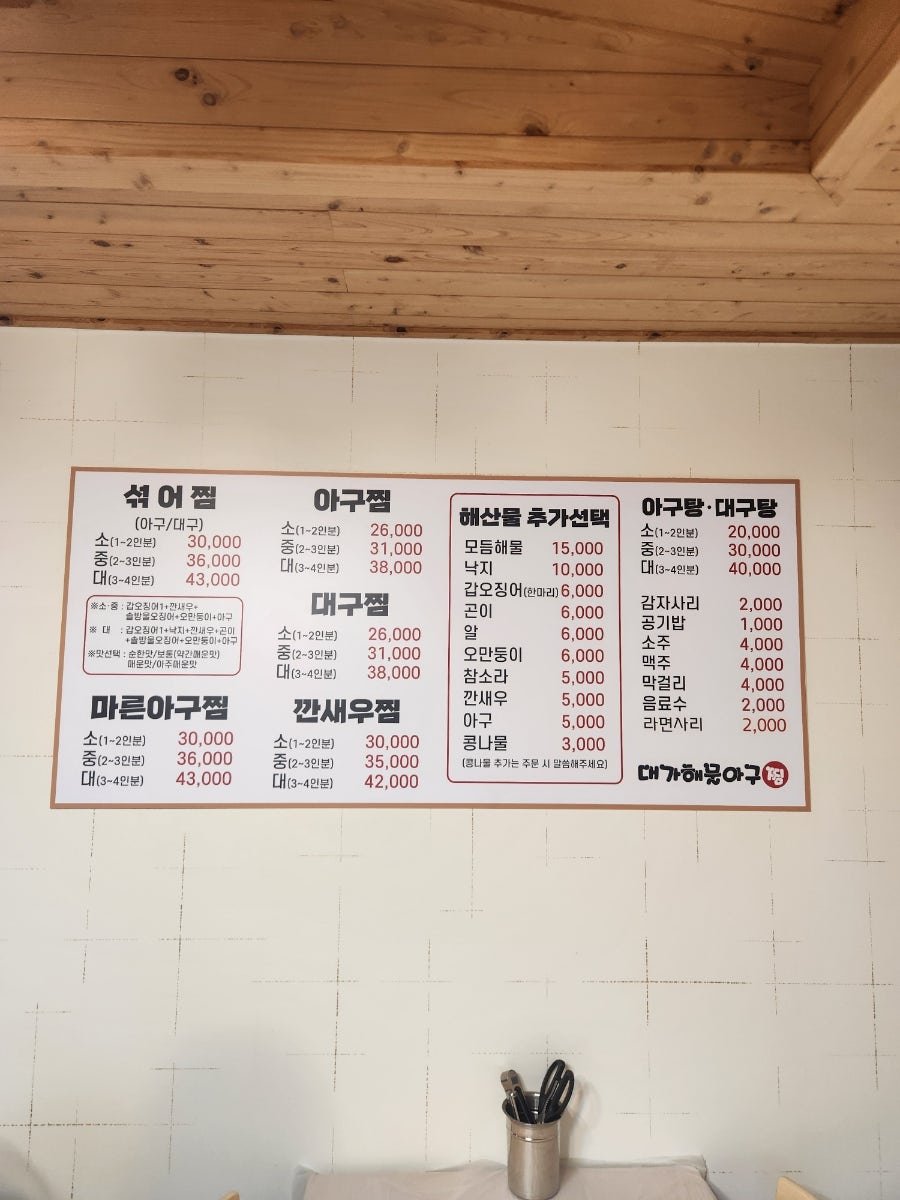 섞어찜
(아구/대구)
소(1~2인분) 30,000
중(2~3인분) 36,000
대(3~4인분) 43,000
※소·중 : 갑오징어1+깐새우+
솔방울오징어+오만둥이+아구
※ 대 : 갑오징어1+낙지+깐새우+곤이
+솔방울오징어+오만둥이+아구
※맛선택 : 순한맛/보통(약간매운맛)
매운맛/아주매운맛
마른아구찜
소(1~2인분) 30,000
중(2~3인분) 36,000
대(3~4인분) 43,000
아구찜
소(1~2인분) 26,000
중(2~3인분) 31,000
대(3~4인분) 38,000
대구찜
소(1~2인분) 26,000
중(2~3인분) 31,000
대(3~4인분) 38,000
깐새우찜
소(1~2인분) 30,000
중(2~3인분) 35,000
대(3~4인분) 42,000
해산물 추가선택
모듬해물 15,000
낙지 10,000
갑오징어(한마리) 6,000
곤이 6,000
알 6,000
오만둥이 6,000
참소라 5,000
깐새우 5,000
아구 5,000
콩나물 3,000
(콩나물 추가는 주문 시 말씀해주세요)
아구탕·대구탕
소(1~2인분) 20,000
중(2~3인분) 30,000
대(3~4인분) 40,000
감자사리 2,000
공기밥 1,000
소주 4,000
맥주 4,000
막걸리 4,000
음료수 2,000
라면사리 2,000
대가해물아구찜